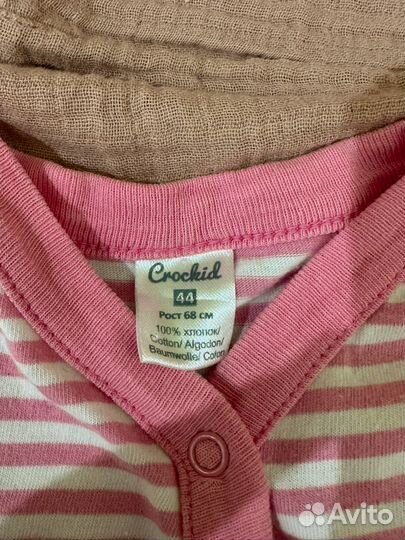 Crockid
44
РОСТ 68 СМ
100% ХЛОПОК/
Cotton/ Algodon/
Baumwolle/ Coton
Avito